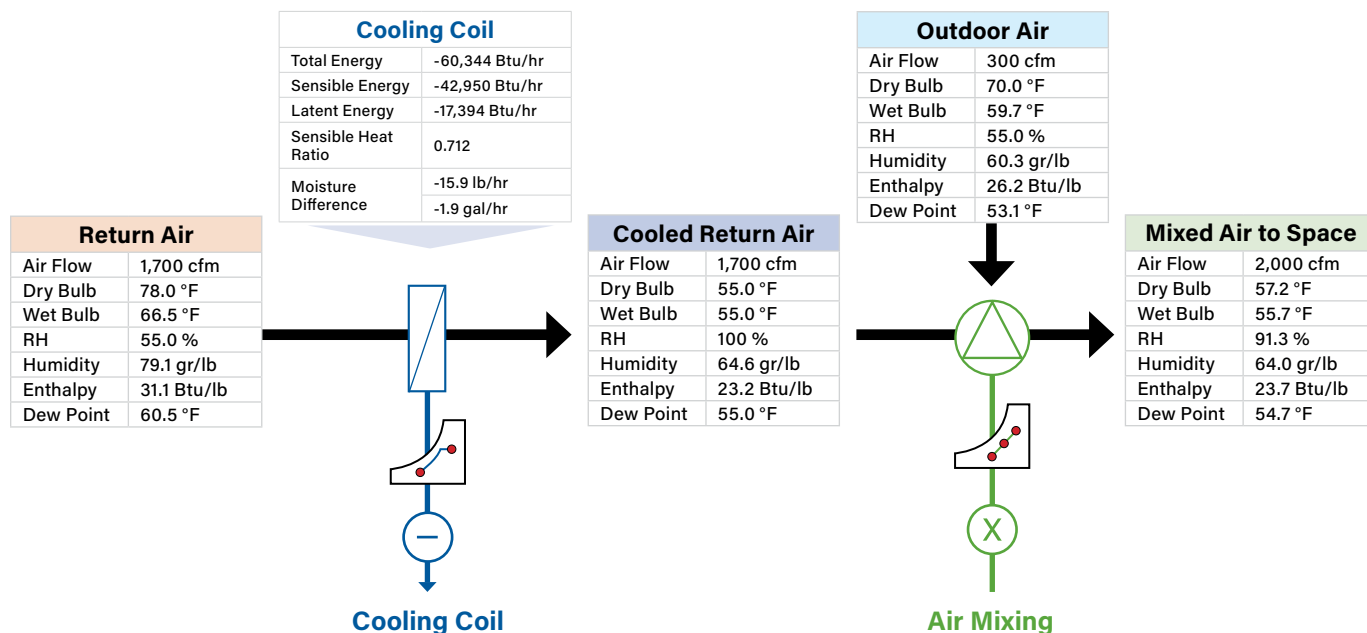 Cooling Coil
Total Energy -60,344 Btu/hr
Sensible Energy -42,950 Btu/hr
Latent Energy -17,394 Btu/hr
Sensible Heat
Ratio
0.712
Moisture
Difference
-15.9 lb/hr
-1.9 gal/hr
Outdoor Air
Air Flow 300 cfm
Dry Bulb 70.0 °F
Wet Bulb 59.7 °F
RH 55.0 %
Humidity 60.3 gr/lb
Enthalpy 26.2 Btu/lb
Dew Point 53.1 °F
Return Air
Air Flow 1,700 cfm
Dry Bulb 78.0 °F
Wet Bulb 66.5 °F
RH 55.0 %
Humidity 79.1 gr/lb
Enthalpy 31.1 Btu/lb
Dew Point 60.5 °F
Cooled Return Air
Air Flow 1,700 cfm
Dry Bulb 55.0 °F
Wet Bulb 55.0 °F
RH 100 %
Humidity 64.6 gr/lb
Enthalpy 23.2 Btu/lb
Dew Point 55.0 °F
Mixed Air to Space
Air Flow 2,000 cfm
Dry Bulb 57.2 °F
Wet Bulb 55.7 °F
RH 91.3 %
Humidity 64.0 gr/lb
Enthalpy 23.7 Btu/lb
Dew Point 54.7 °F
−
X
Cooling Coil
Air Mixing